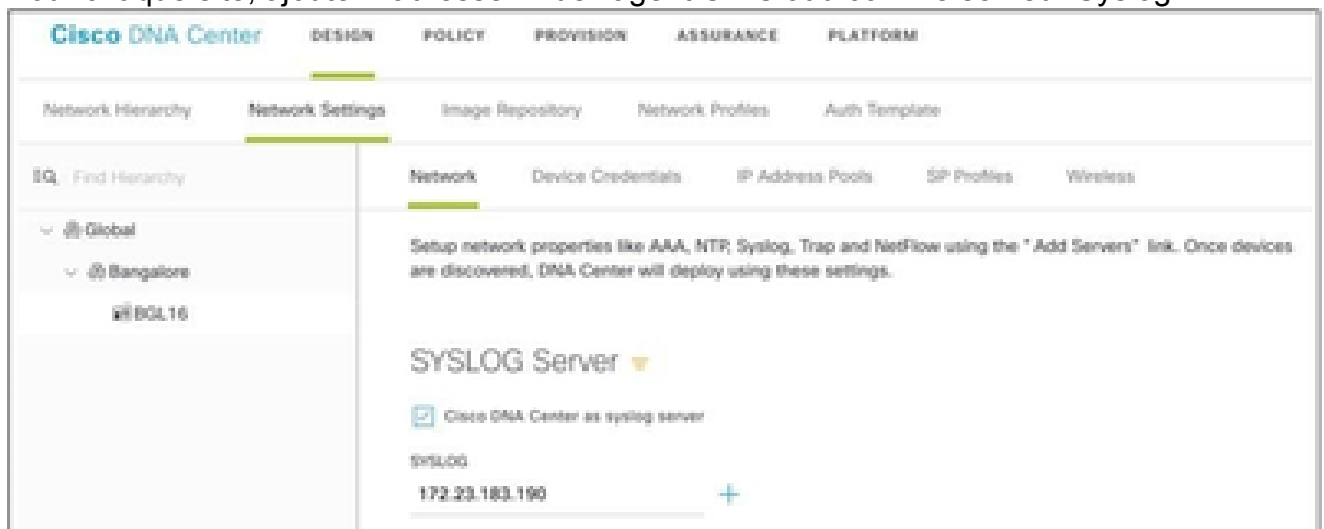 Cisco DNA Center DESIGN POLICY PROVISION ASSURANCE PLATFORM
Network Hierarchy Network Settings Image Repository Network Profiles Auth Template
Find Hierarchy Network Device Credentials IP Address Pools SP Profiles Wireless
Global
Bangalore
BGL16
Setup network properties like AAA, NTP, Syslog, Trap and NetFlow using the "Add Servers" link. Once devices
are discovered, DNA Center will deploy using these settings.
SYSLOG Server
Cisco DNA Center as syslog server
SYSLOG
172.23.183.190